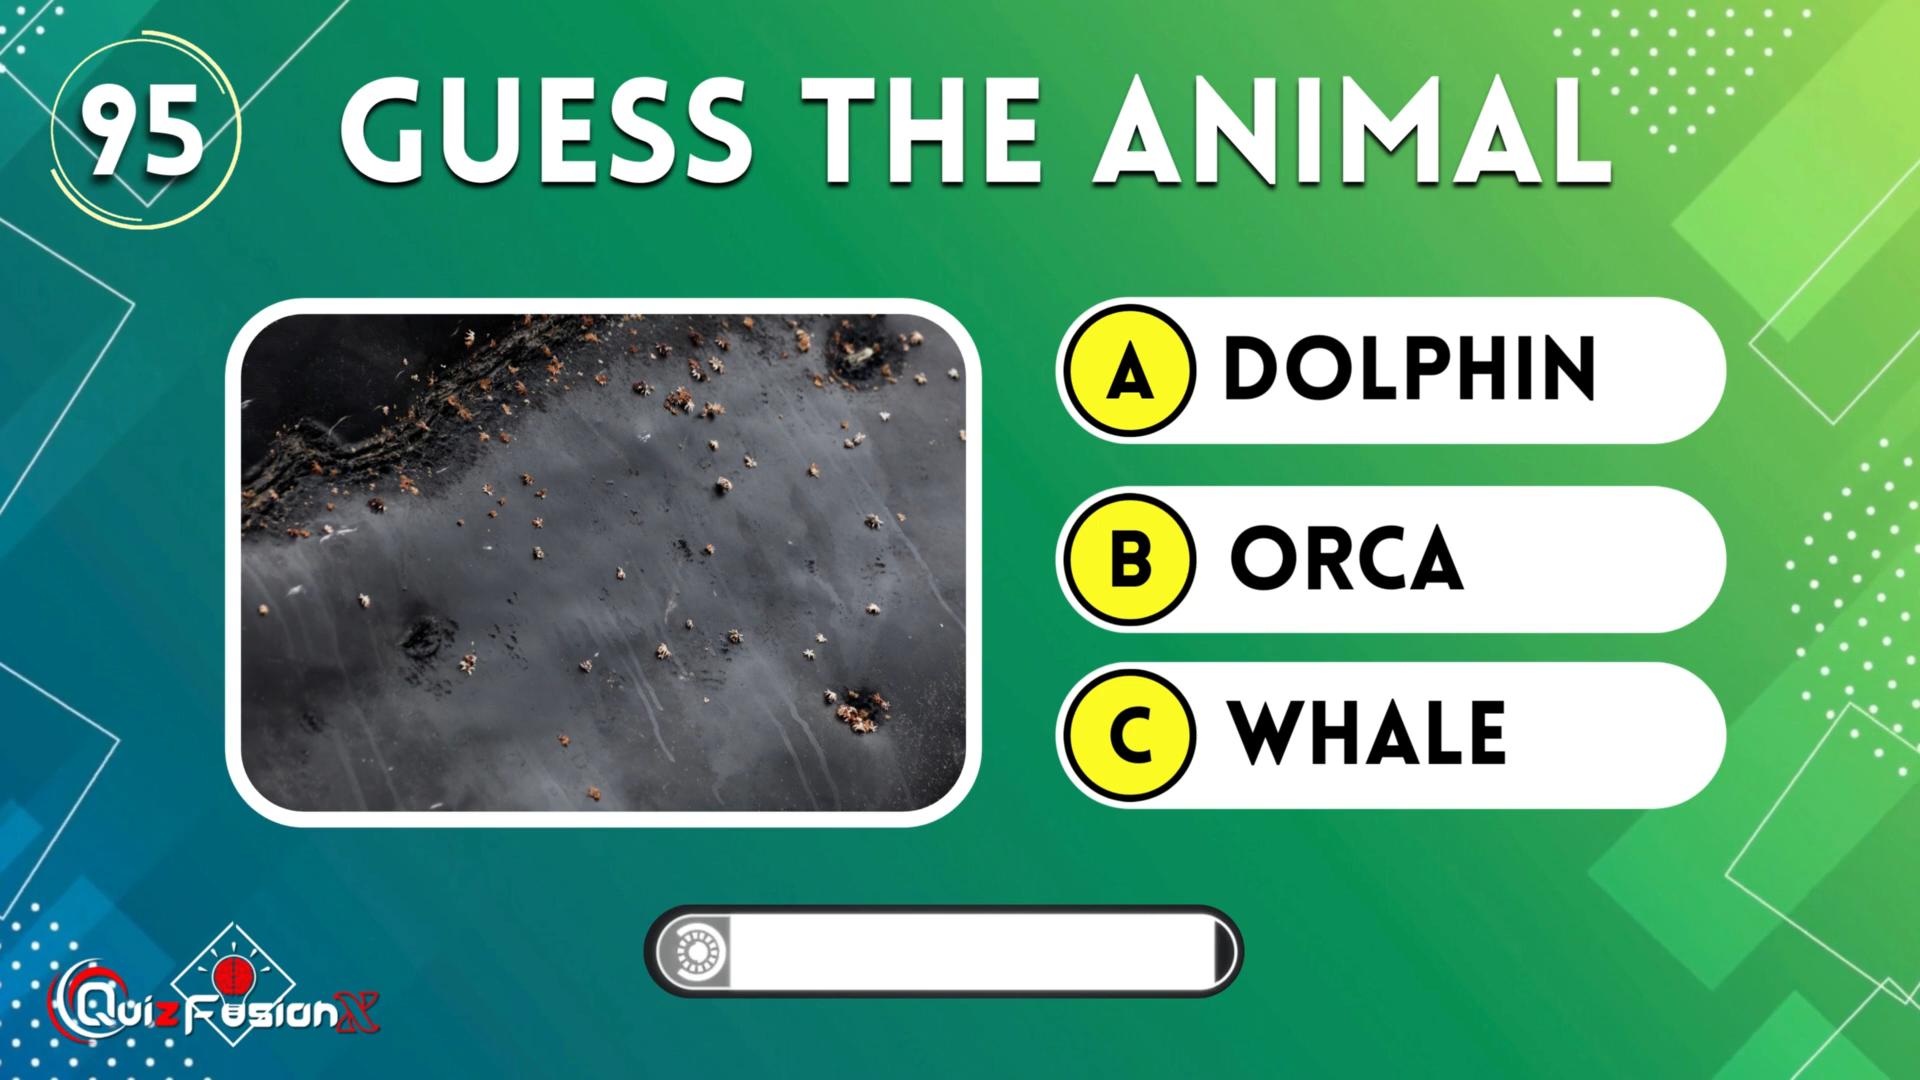 95
GUESS THE ANIMAL
A DOLPHIN
B ORCA
C WHALE
QuizFusionX